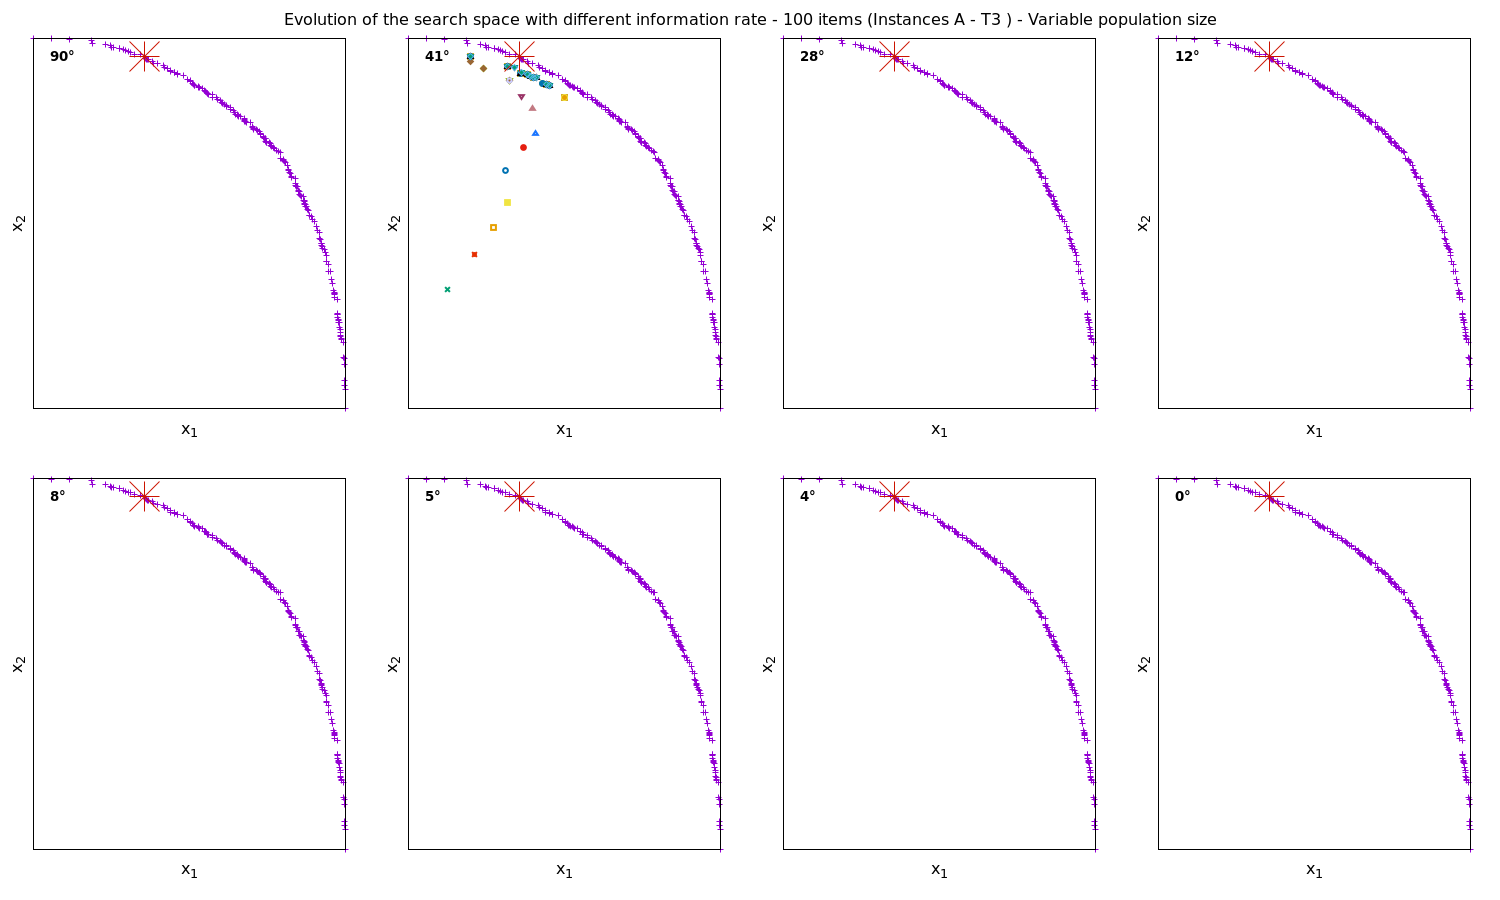 Evolution of the search space with different information rate - 100 items (Instances A - T3 ) - Variable population size
90°
41°
28°
12°
x2
x2
x2
x2
x1
x1
x1
x1
8°
5°
4°
0°
x2
x2
x2
x2
x1
x1
x1
x1